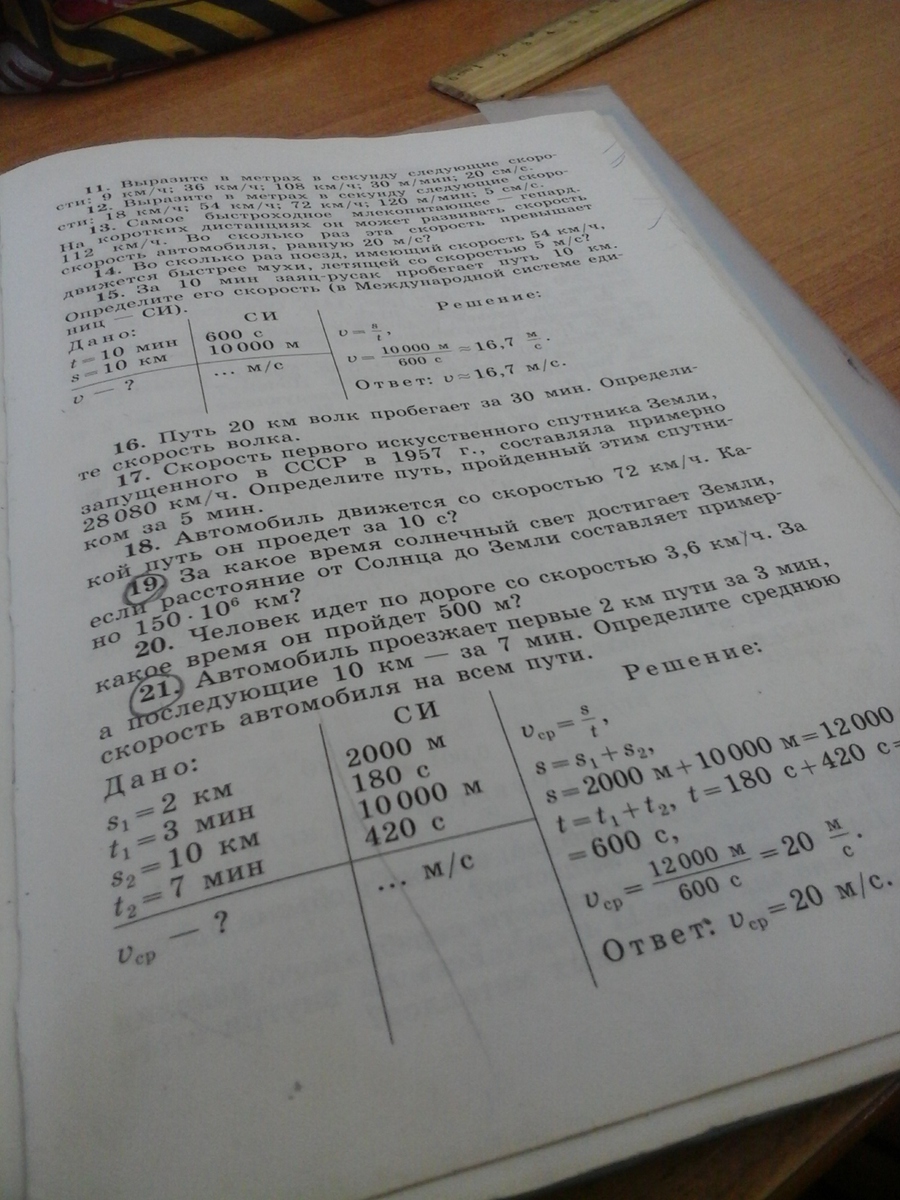 11. Выразите в метрах в секунду следующие скоро-
сти: 9 км/ч; 36 км/ч; 108 км/ч; 30 м/мин; 20 см/с.
12. Выразите в метрах в секунду следующие скоро-
сти: 18 км/ч; 54 км/ч; 72 км/ч; 120 м/мин; 5 см/с.
13. Самое быстроходное млекопитающее — гепард.
На коротких дистанциях он может развивать скорость
112 км/ч. Во сколько раз эта скорость превышает
скорость автомобиля, равную 20 м/с?
14. Во сколько раз поезд, имеющий скорость 54 км/ч,
движется быстрее мухи, летящей со скоростью 5 м/с?
15. За 10 мин заяц-русак пробегает путь 10 км.
Определите его скорость (в Международной системе еди-
ниц — СИ).
Дано: СИ Решение:
t=10 мин 600 с v=s/t,
s=10 км 10 000 м v=10 000 м/600 с≈16,7 м/с.
v — ? ... м/с Ответ: v≈16,7 м/с.
16. Путь 20 км волк пробегает за 30 мин. Определи-
те скорость волка.
17. Скорость первого искусственного спутника Земли,
запущенного в СССР в 1957 г., составляла примерно
28 080 км/ч. Определите путь, пройденный этим спутни-
ком за 5 мин.
18. Автомобиль движется со скоростью 72 км/ч. Ка-
кой путь он проедет за 10 с?
19. За какое время солнечный свет достигает Земли,
если расстояние от Солнца до Земли составляет пример-
но 150·10⁶ км?
20. Человек идет по дороге со скоростью 3,6 км/ч. За
какое время он пройдет 500 м?
21. Автомобиль проезжает первые 2 км пути за 3 мин,
а последующие 10 км — за 7 мин. Определите среднюю
скорость автомобиля на всем пути.
Дано: СИ Решение:
s₁=2 км 2000 м vср=s/t,
t₁=3 мин 180 с s=s₁+s₂,
s₂=10 км 10 000 м s=2000 м+10 000 м=12000
t₂=7 мин 420 с t=t₁+t₂, t=180 с+420 с=
=600 с,
vср — ? ... м/с vср=12 000 м/600 с=20 м/с.
Ответ: vср=20 м/с.